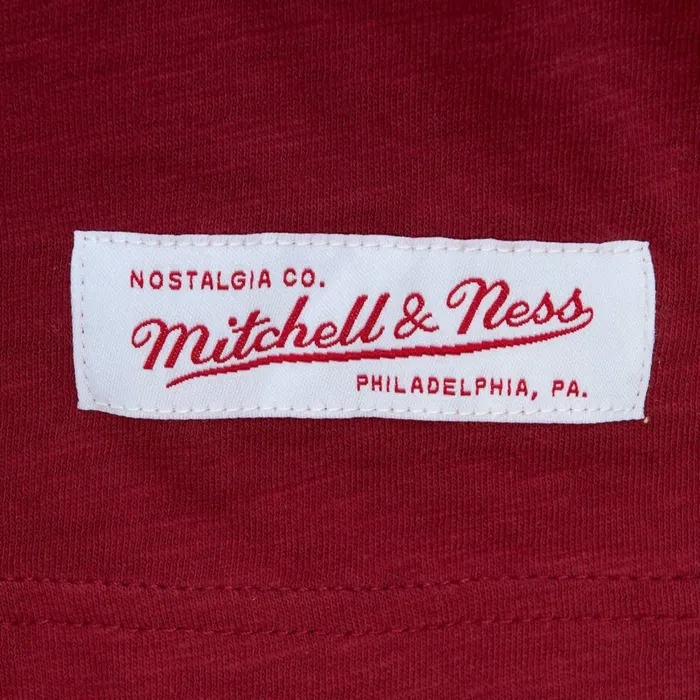 NOSTALGIA CO.
Mitchell & Ness
PHILADELPHIA, PA.